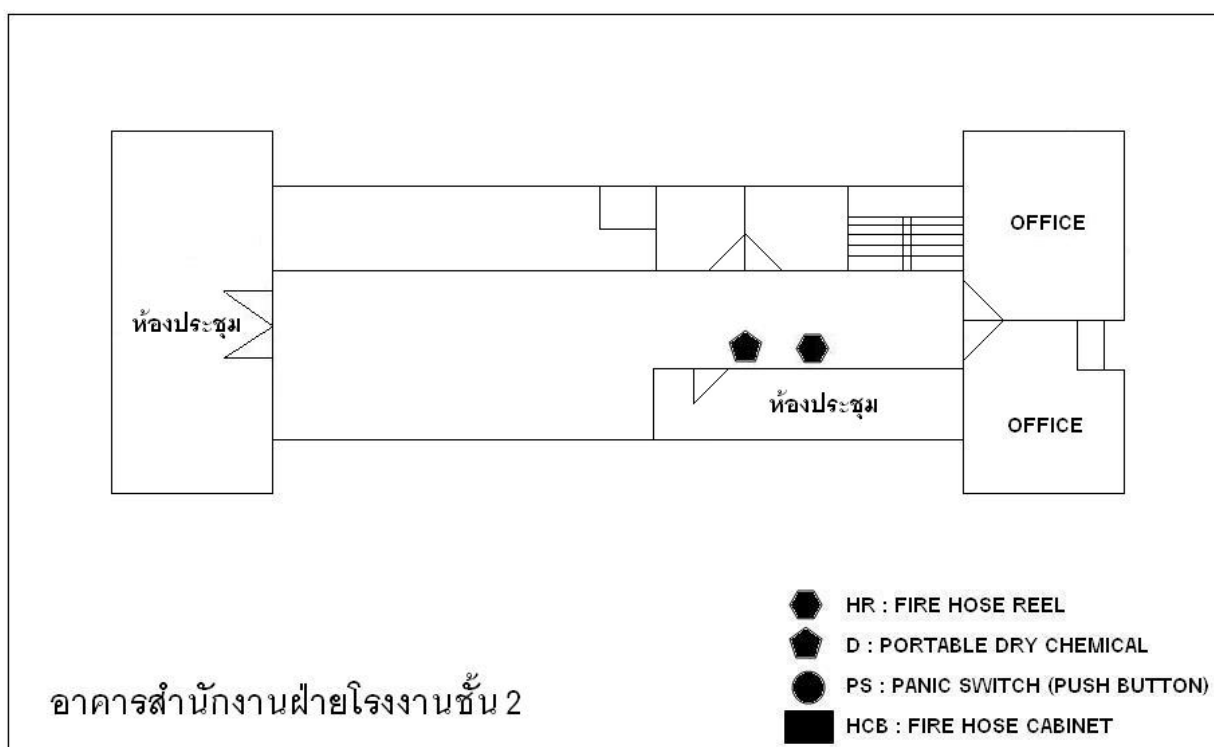 OFFICE
ห้องประชุม
ห้องประชุม
OFFICE
HR : FIRE HOSE REEL
D : PORTABLE DRY CHEMICAL
PS : PANIC SWITCH (PUSH BUTTON)
HCB : FIRE HOSE CABINET
อาคารสำนักงานฝ่ายโรงงานชั้น 2